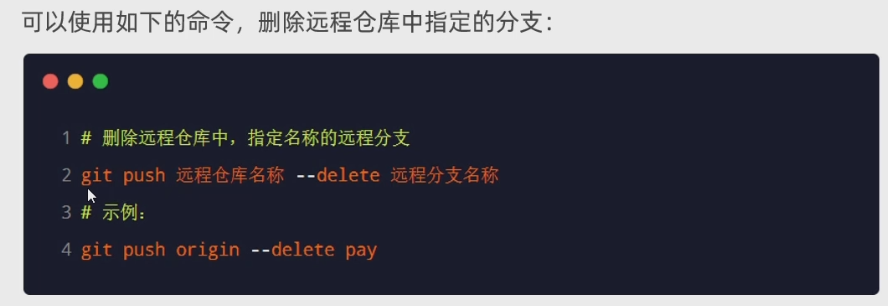 可以使用如下的命令，删除远程仓库中指定的分支：
1 # 删除远程仓库中，指定名称的远程分支
2 git push 远程仓库名称 --delete 远程分支名称
3 # 示例：
4 git push origin --delete pay